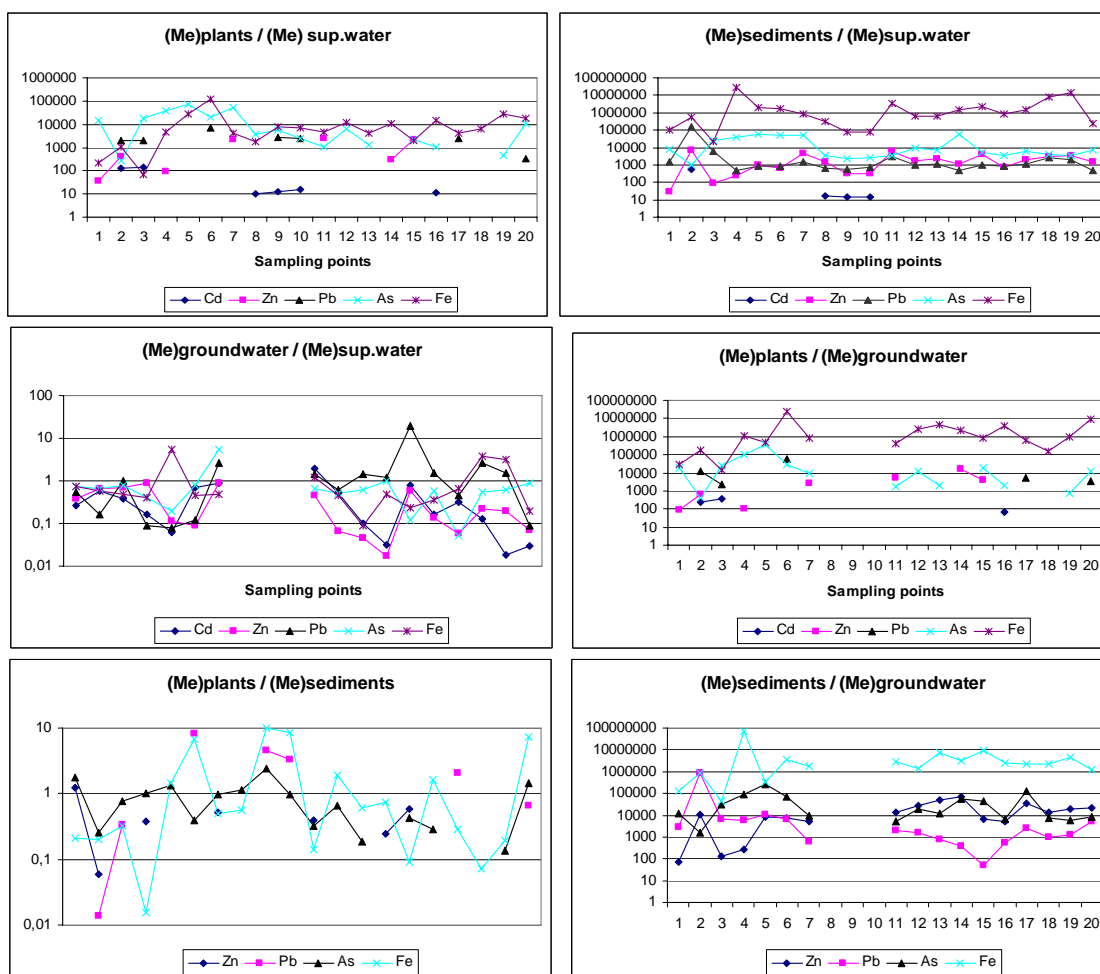 (Me)plants / (Me) sup.water
1000000
100000
10000
1000
100
10
1
1 2 3 4 5 6 7 8 9 10 11 12 13 14 15 16 17 18 19 20
Sampling points
Cd Zn Pb As Fe
(Me)sediments / (Me)sup.water
100000000
10000000
1000000
100000
10000
1000
100
10
1
1 2 3 4 5 6 7 8 9 10 11 12 13 14 15 16 17 18 19 20
Sampling points
Cd Zn Pb As Fe
(Me)groundwater / (Me)sup.water
100
10
1
0,1
0,01
Sampling points
Cd Zn Pb As Fe
(Me)plants / (Me)groundwater
100000000
10000000
1000000
100000
10000
1000
100
10
1
1 2 3 4 5 6 7 8 9 10 11 12 13 14 15 16 17 18 19 20
Sampling points
Cd Zn Pb As Fe
(Me)plants / (Me)sediments
10
1
0,1
0,01
Zn Pb As Fe
(Me)sediments / (Me)groundwater
100000000
10000000
1000000
100000
10000
1000
100
10
1
1 2 3 4 5 6 7 8 9 10 11 12 13 14 15 16 17 18 19 20
Zn Pb As Fe